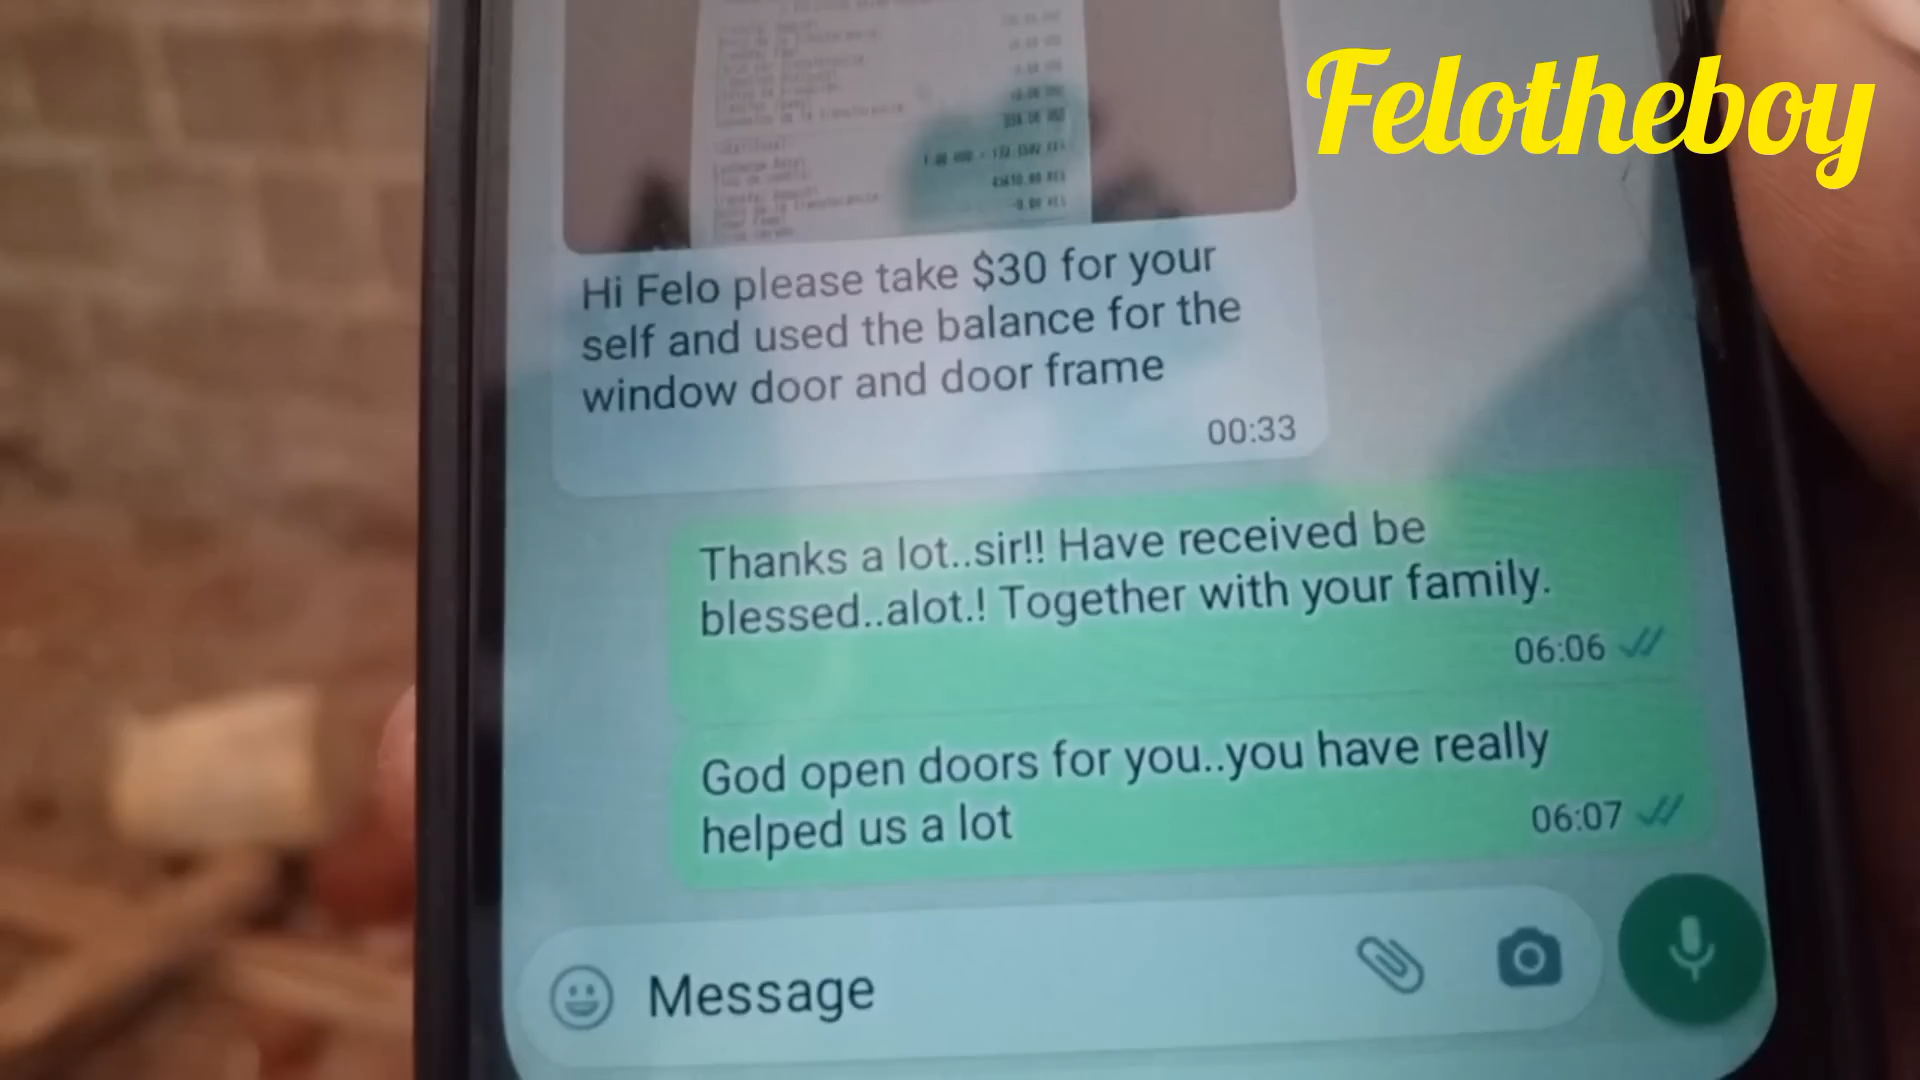 Felotheboy
Hi Felo please take $30 for your
self and used the balance for the
window door and door frame
00:33
Thanks a lot..sir!! Have received be
blessed..alot.! Together with your family.
06:06
God open doors for you..you have really
helped us a lot
06:07
Message